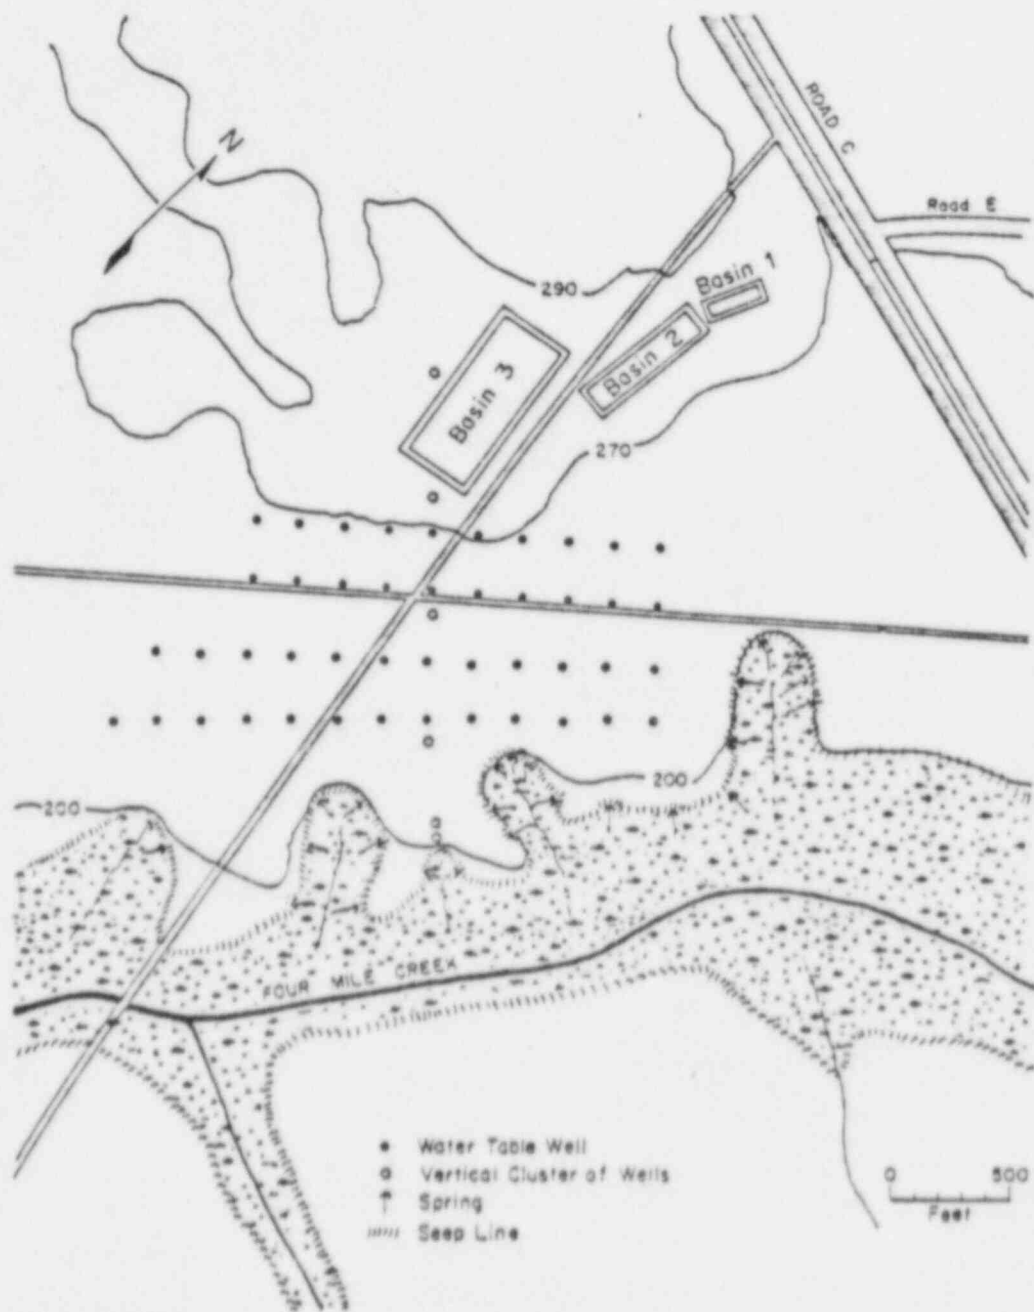 ROAD C
N
Road E
Basin 1
290
Basin 2
Basin 3
270
200
200
FOUR MILE CREEK
Water Table Well
Vertical Cluster of Wells
Spring
Seep Line
0 500
Feet